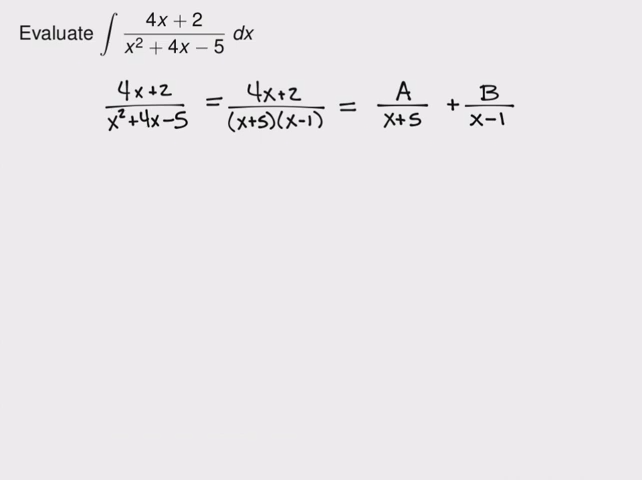 Evaluate ∫ (4x + 2)/(x² + 4x − 5) dx
(4x+2)/(x²+4x−5) = (4x+2)/((x+5)(x−1)) = A/(x+5) + B/(x−1)